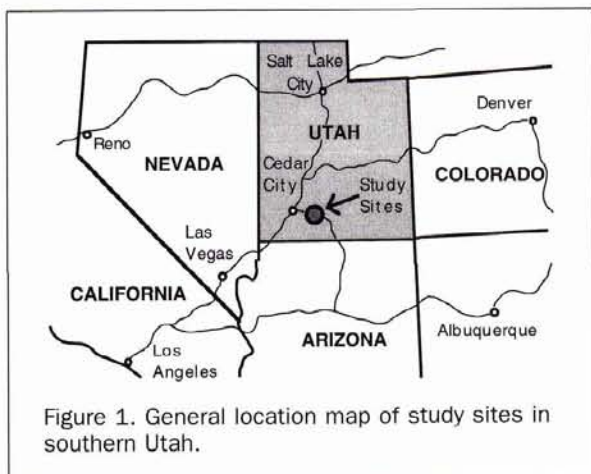 Salt Lake
City
Denver
Reno
UTAH
NEVADA
Cedar
City
COLORADO
Study
Sites
Las
Vegas
CALIFORNIA
ARIZONA
Albuquerque
Los
Angeles
Figure 1. General location map of study sites in
southern Utah.